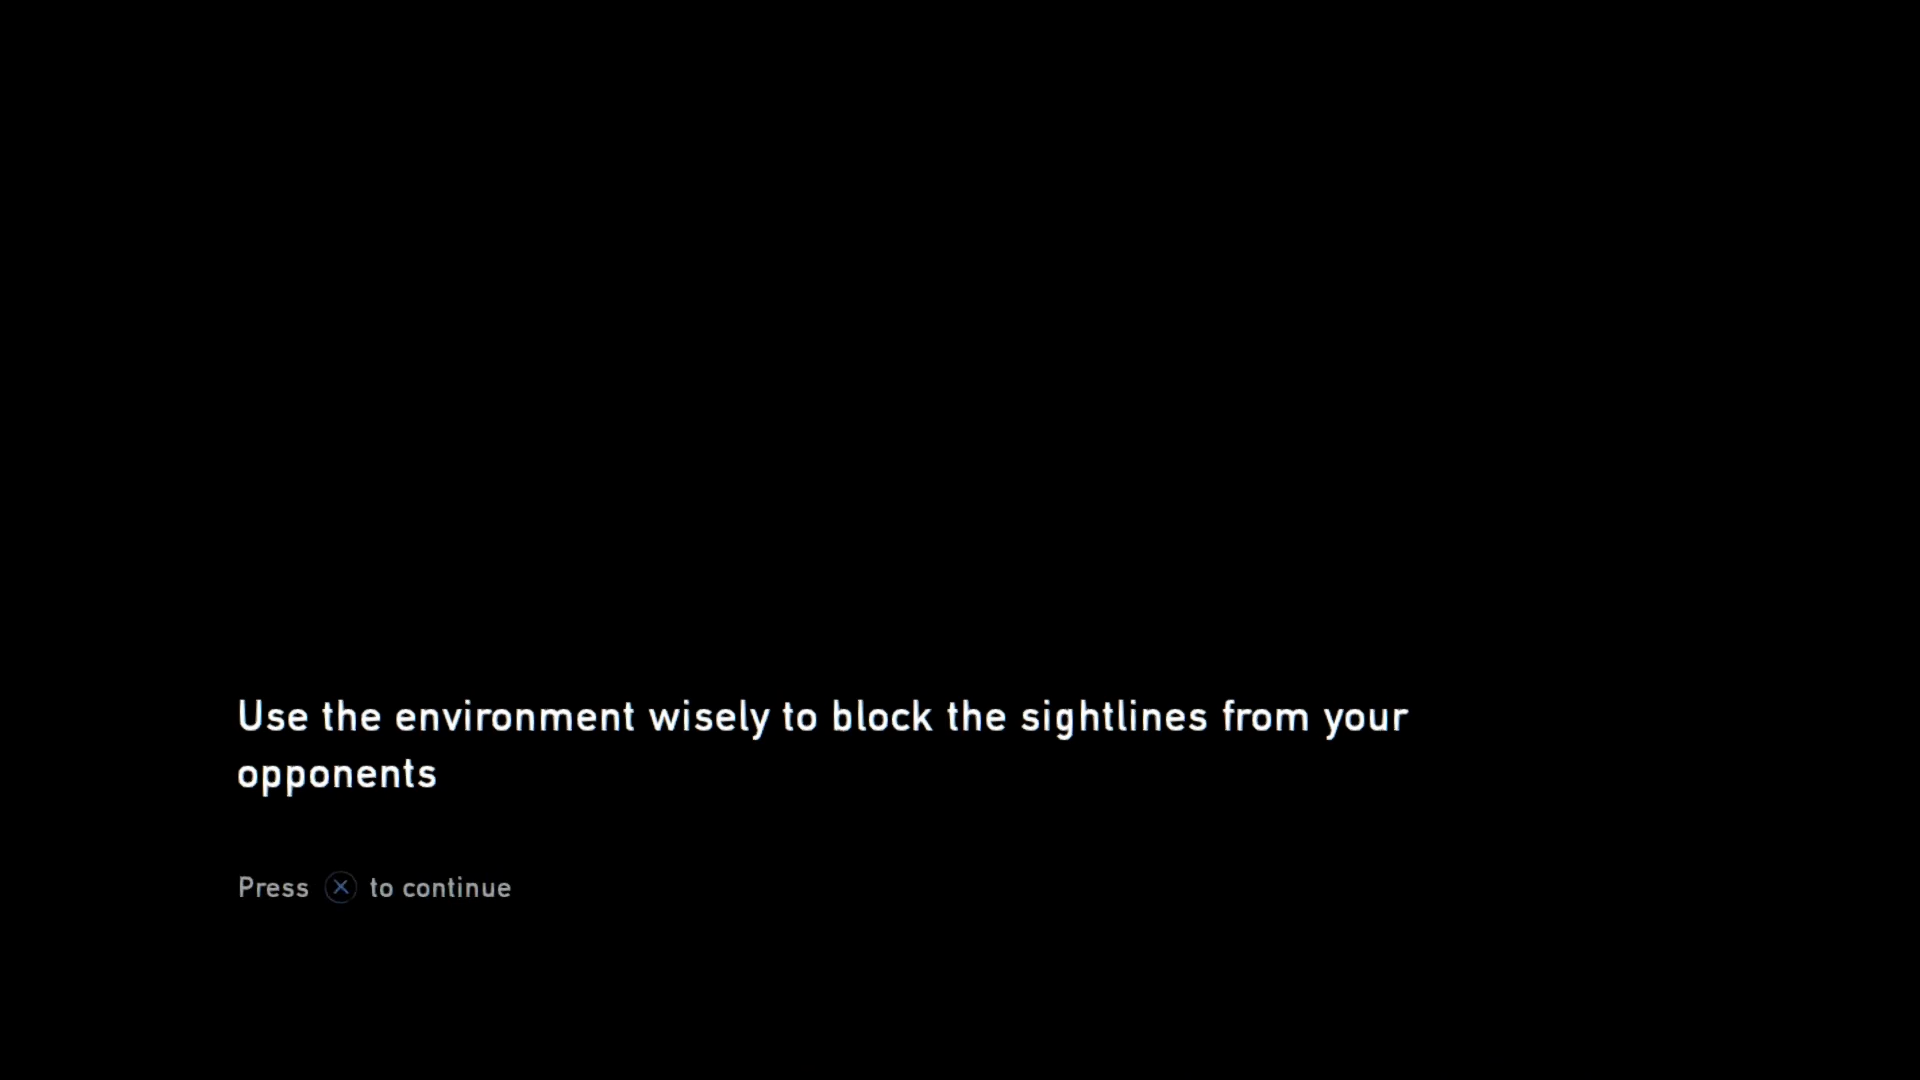 Use the environment wisely to block the sightlines from your
opponents
Press ⓧ to continue